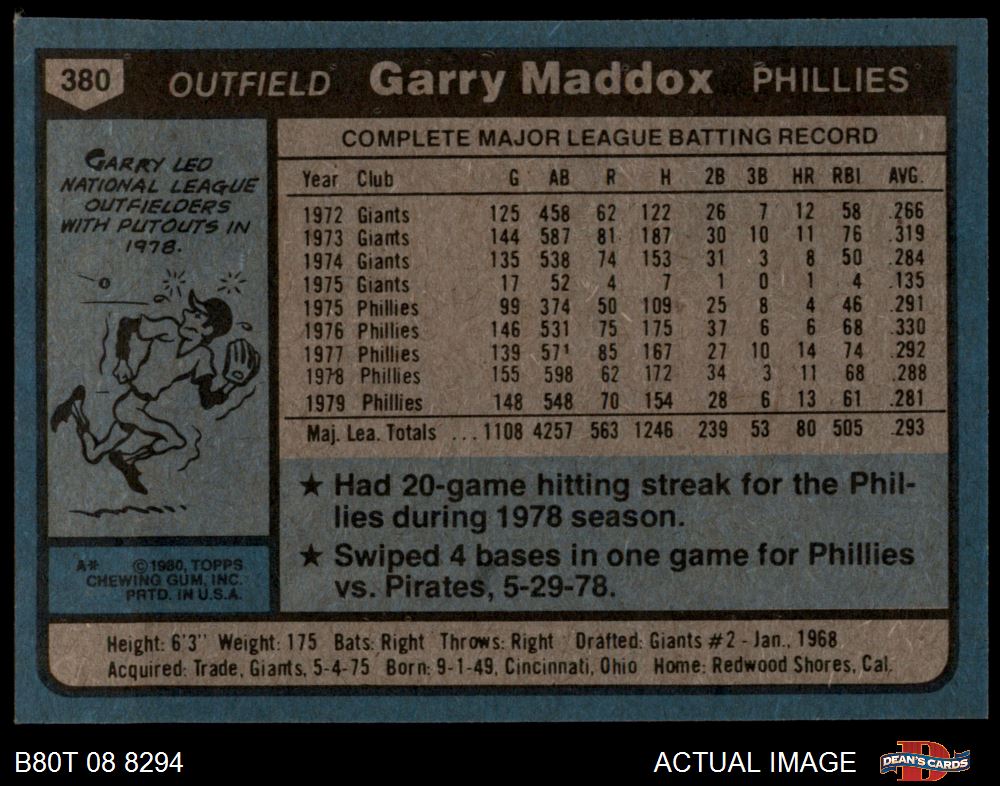 380 OUTFIELD Garry Maddox PHILLIES
GARRY LED
NATIONAL LEAGUE
OUTFIELDERS
WITH PUTOUTS IN
1978.
COMPLETE MAJOR LEAGUE BATTING RECORD
Year Club G AB R H 2B 3B HR RBI AVG.
1972 Giants 125 458 62 122 26 7 12 58 .266
1973 Giants 144 587 81 187 30 10 11 76 .319
1974 Giants 135 538 74 153 31 3 8 50 .284
1975 Giants 17 52 4 7 1 0 1 4 .135
1975 Phillies 99 374 50 109 25 8 4 46 .291
1976 Phillies 146 531 75 175 37 6 6 68 .330
1977 Phillies 139 571 85 167 27 10 14 74 .292
1978 Phillies 155 598 62 172 34 3 11 68 .288
1979 Phillies 148 548 70 154 28 6 13 61 .281
Maj. Lea. Totals ... 1108 4257 563 1246 239 53 80 505 .293
★ Had 20-game hitting streak for the Phil-
lies during 1978 season.
★ Swiped 4 bases in one game for Phillies
vs. Pirates, 5-29-78.
©1980, TOPPS
CHEWING GUM, INC.
PRTD. IN U.S.A.
Height: 6'3" Weight: 175 Bats: Right Throws: Right Drafted: Giants #2 - Jan., 1968
Acquired: Trade, Giants, 5-4-75 Born: 9-1-49, Cincinnati, Ohio Home: Redwood Shores, Cal.
B80T 08 8294
ACTUAL IMAGE
D
DEAN'S CARDS